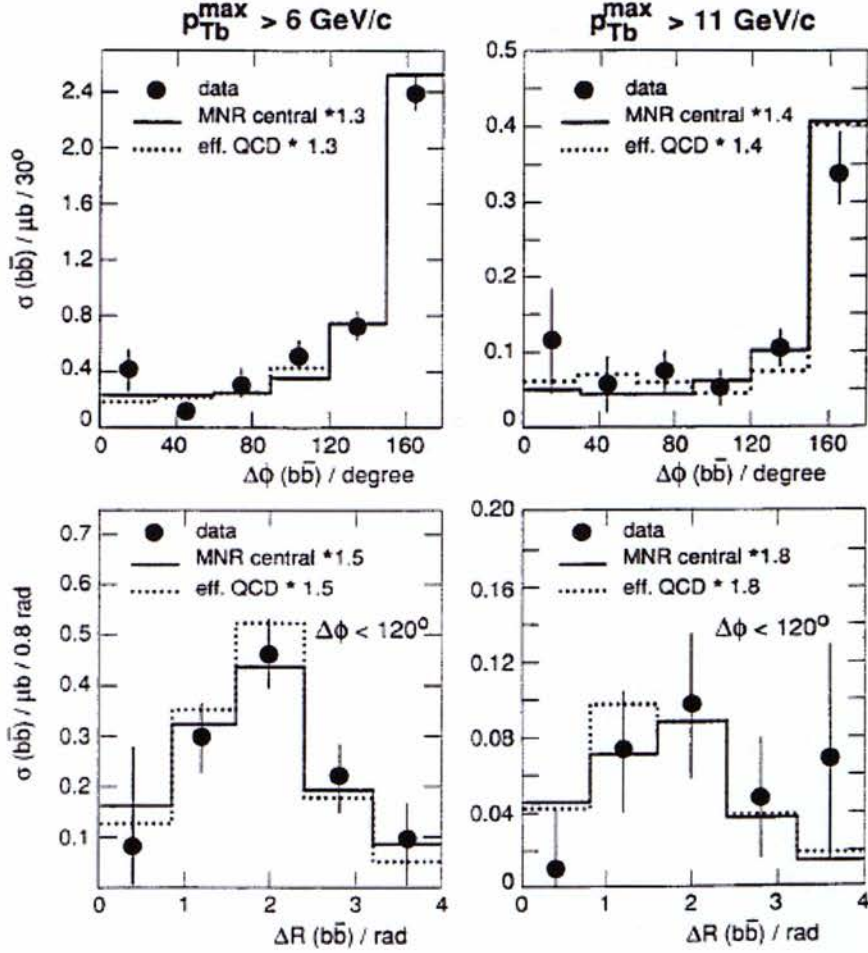 p_Tb^max > 6 GeV/c
2.4
2.0
1.6
1.2
0.8
0.4
0
σ (bb̄) / μb / 30°
data
MNR central *1.3
eff. QCD * 1.3
0 40 80 120 160
Δϕ (bb̄) / degree
p_Tb^max > 11 GeV/c
0.5
0.4
0.3
0.2
0.1
0
data
MNR central *1.4
eff. QCD * 1.4
0 40 80 120 160
Δϕ (bb̄) / degree
0.7
0.6
0.5
0.4
0.3
0.2
0.1
σ (bb̄) / μb / 0.8 rad
data
MNR central *1.5
eff. QCD * 1.5
Δϕ < 120°
0 1 2 3 4
ΔR (bb̄) / rad
0.20
0.16
0.12
0.08
0.04
0
data
MNR central *1.8
eff. QCD * 1.8
Δϕ < 120°
0 1 2 3 4
ΔR (bb̄) / rad